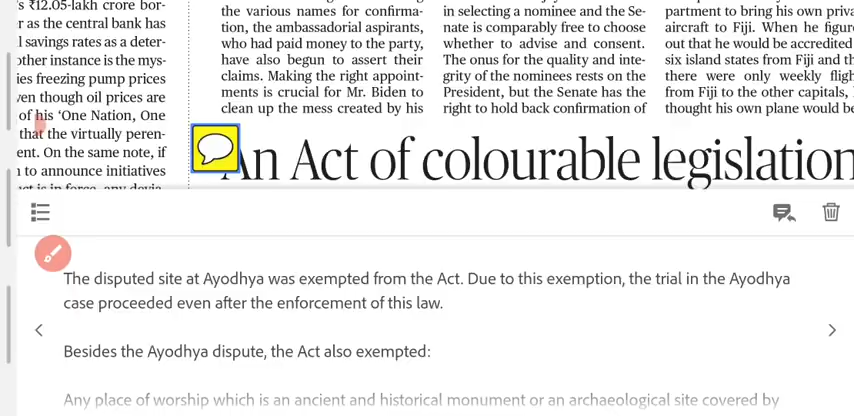 's ₹12.05-lakh crore bor-
r as the central bank has
l savings rates as a deter-
other instance is the mys-
ies freezing pump prices
ven though oil prices are
of his 'One Nation, One
that the virtually peren-
ent. On the same note, if
to announce initiatives
the various names for confirma-
tion, the ambassadorial aspirants,
who had paid money to the party,
have also begun to assert their
claims. Making the right appoint-
ments is crucial for Mr. Biden to
clean up the mess created by his
in selecting a nominee and the Se-
nate is comparably free to choose
whether to advise and consent.
The onus for the quality and inte-
grity of the nominees rests on the
President, but the Senate has the
right to hold back confirmation of
partment to bring his own priva
aircraft to Fiji. When he figur
out that he would be accredited
six island states from Fiji and th
there were only weekly fligh
from Fiji to the other capitals,
thought his own plane would be
An Act of colourable legislation
The disputed site at Ayodhya was exempted from the Act. Due to this exemption, the trial in the Ayodhya
case proceeded even after the enforcement of this law.
Besides the Ayodhya dispute, the Act also exempted:
Any place of worship which is an ancient and historical monument or an archaeological site covered by